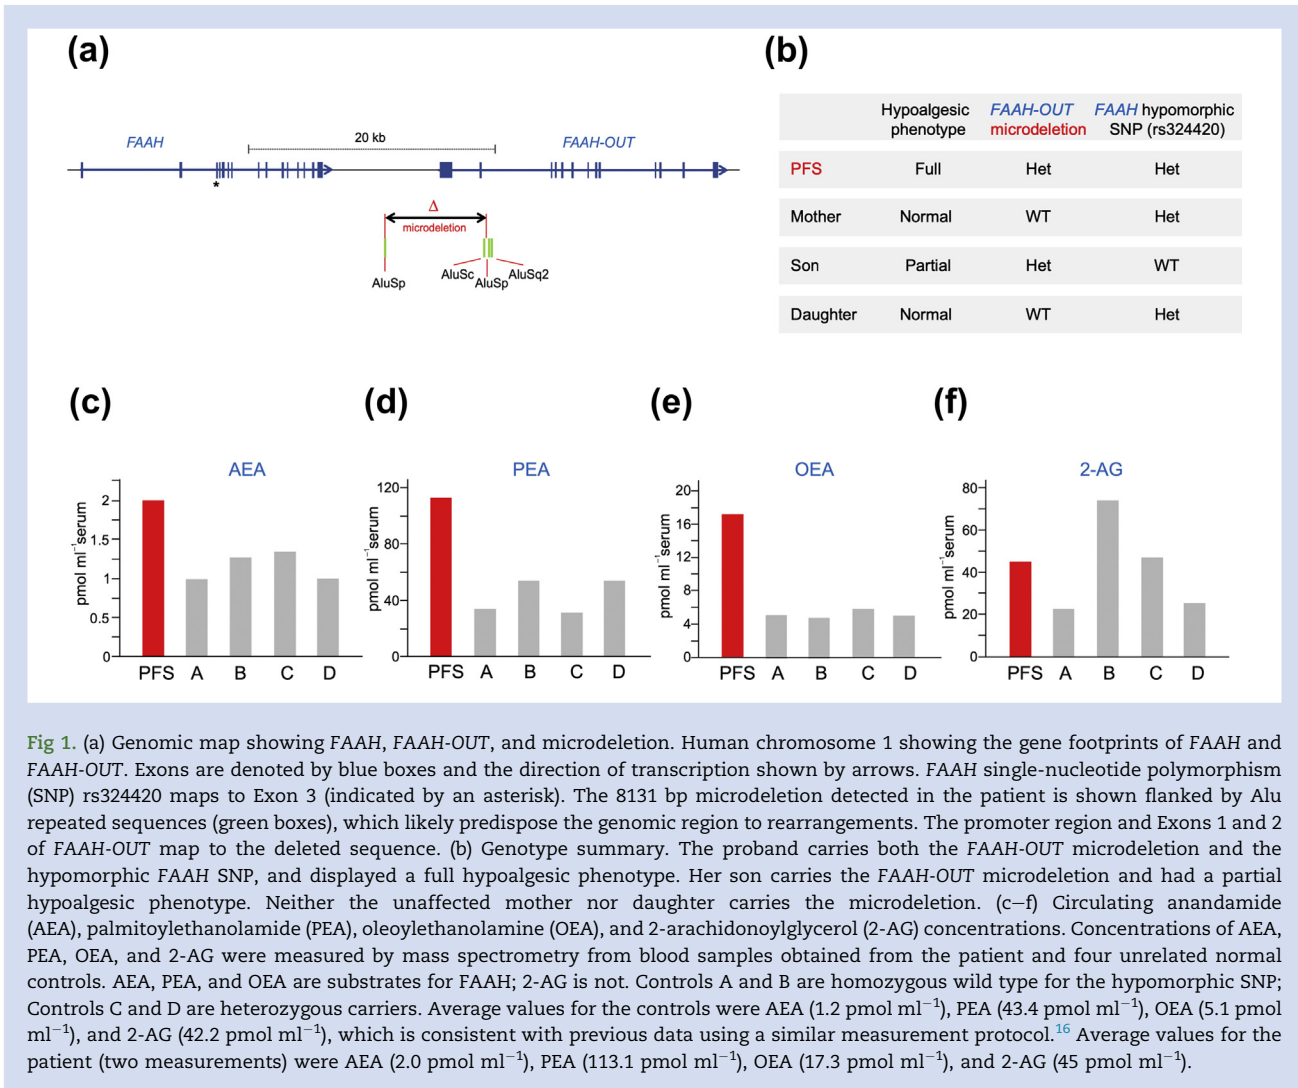 (a)
FAAH
20 kb
FAAH-OUT
*
Δ
microdeletion
AluSp
AluSc
AluSp
AluSq2
(b)
Hypoalgesic phenotype FAAH-OUT microdeletion FAAH hypomorphic SNP (rs324420)
PFS Full Het Het
Mother Normal WT Het
Son Partial Het WT
Daughter Normal WT Het
(c)
AEA
pmol ml⁻¹serum
2
1.5
1
0.5
0
PFS A B C D
(d)
PEA
pmol ml⁻¹serum
120
80
40
0
PFS A B C D
(e)
OEA
pmol ml⁻¹serum
20
16
12
8
4
0
PFS A B C D
(f)
2-AG
pmol ml⁻¹serum
80
60
40
20
0
PFS A B C D
Fig 1. (a) Genomic map showing FAAH, FAAH-OUT, and microdeletion. Human chromosome 1 showing the gene footprints of FAAH and
FAAH-OUT. Exons are denoted by blue boxes and the direction of transcription shown by arrows. FAAH single-nucleotide polymorphism
(SNP) rs324420 maps to Exon 3 (indicated by an asterisk). The 8131 bp microdeletion detected in the patient is shown flanked by Alu
repeated sequences (green boxes), which likely predispose the genomic region to rearrangements. The promoter region and Exons 1 and 2
of FAAH-OUT map to the deleted sequence. (b) Genotype summary. The proband carries both the FAAH-OUT microdeletion and the
hypomorphic FAAH SNP, and displayed a full hypoalgesic phenotype. Her son carries the FAAH-OUT microdeletion and had a partial
hypoalgesic phenotype. Neither the unaffected mother nor daughter carries the microdeletion. (c–f) Circulating anandamide
(AEA), palmitoylethanolamide (PEA), oleoylethanolamine (OEA), and 2-arachidonoylglycerol (2-AG) concentrations. Concentrations of AEA,
PEA, OEA, and 2-AG were measured by mass spectrometry from blood samples obtained from the patient and four unrelated normal
controls. AEA, PEA, and OEA are substrates for FAAH; 2-AG is not. Controls A and B are homozygous wild type for the hypomorphic SNP;
Controls C and D are heterozygous carriers. Average values for the controls were AEA (1.2 pmol ml⁻¹), PEA (43.4 pmol ml⁻¹), OEA (5.1 pmol
ml⁻¹), and 2-AG (42.2 pmol ml⁻¹), which is consistent with previous data using a similar measurement protocol.¹⁶ Average values for the
patient (two measurements) were AEA (2.0 pmol ml⁻¹), PEA (113.1 pmol ml⁻¹), OEA (17.3 pmol ml⁻¹), and 2-AG (45 pmol ml⁻¹).